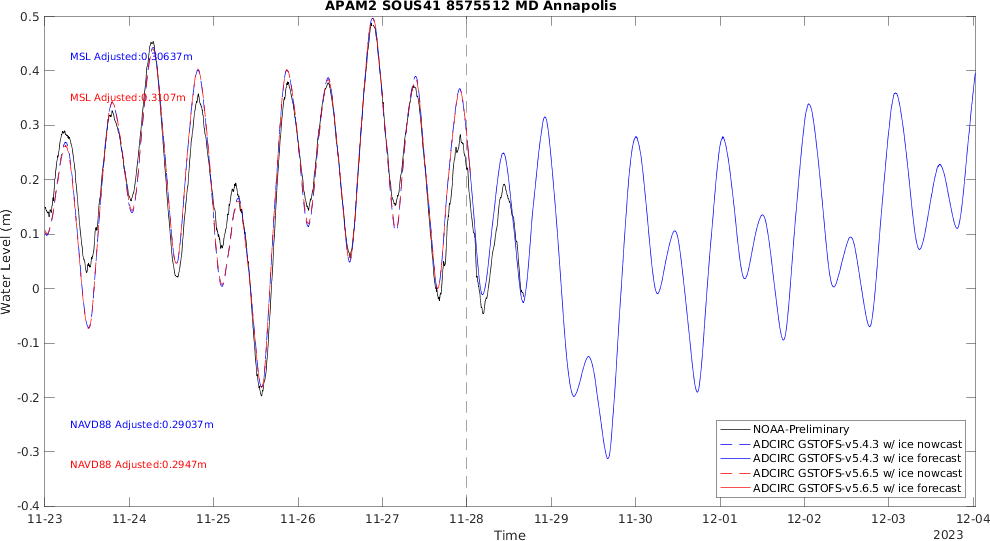 APAM2 SOUS41 8575512 MD Annapolis
0.5
0.4
0.3
0.2
0.1
0
-0.1
-0.2
-0.3
-0.4
Water Level (m)
MSL Adjusted:0.30637m
MSL Adjusted:0.3107m
NAVD88 Adjusted:0.29037m
NAVD88 Adjusted:0.2947m
NOAA-Preliminary
ADCIRC GSTOFS-v5.4.3 w/ ice nowcast
ADCIRC GSTOFS-v5.4.3 w/ ice forecast
ADCIRC GSTOFS-v5.6.5 w/ ice nowcast
ADCIRC GSTOFS-v5.6.5 w/ ice forecast
11-23 11-24 11-25 11-26 11-27 11-28 11-29 11-30 12-01 12-02 12-03 12-04
Time
2023